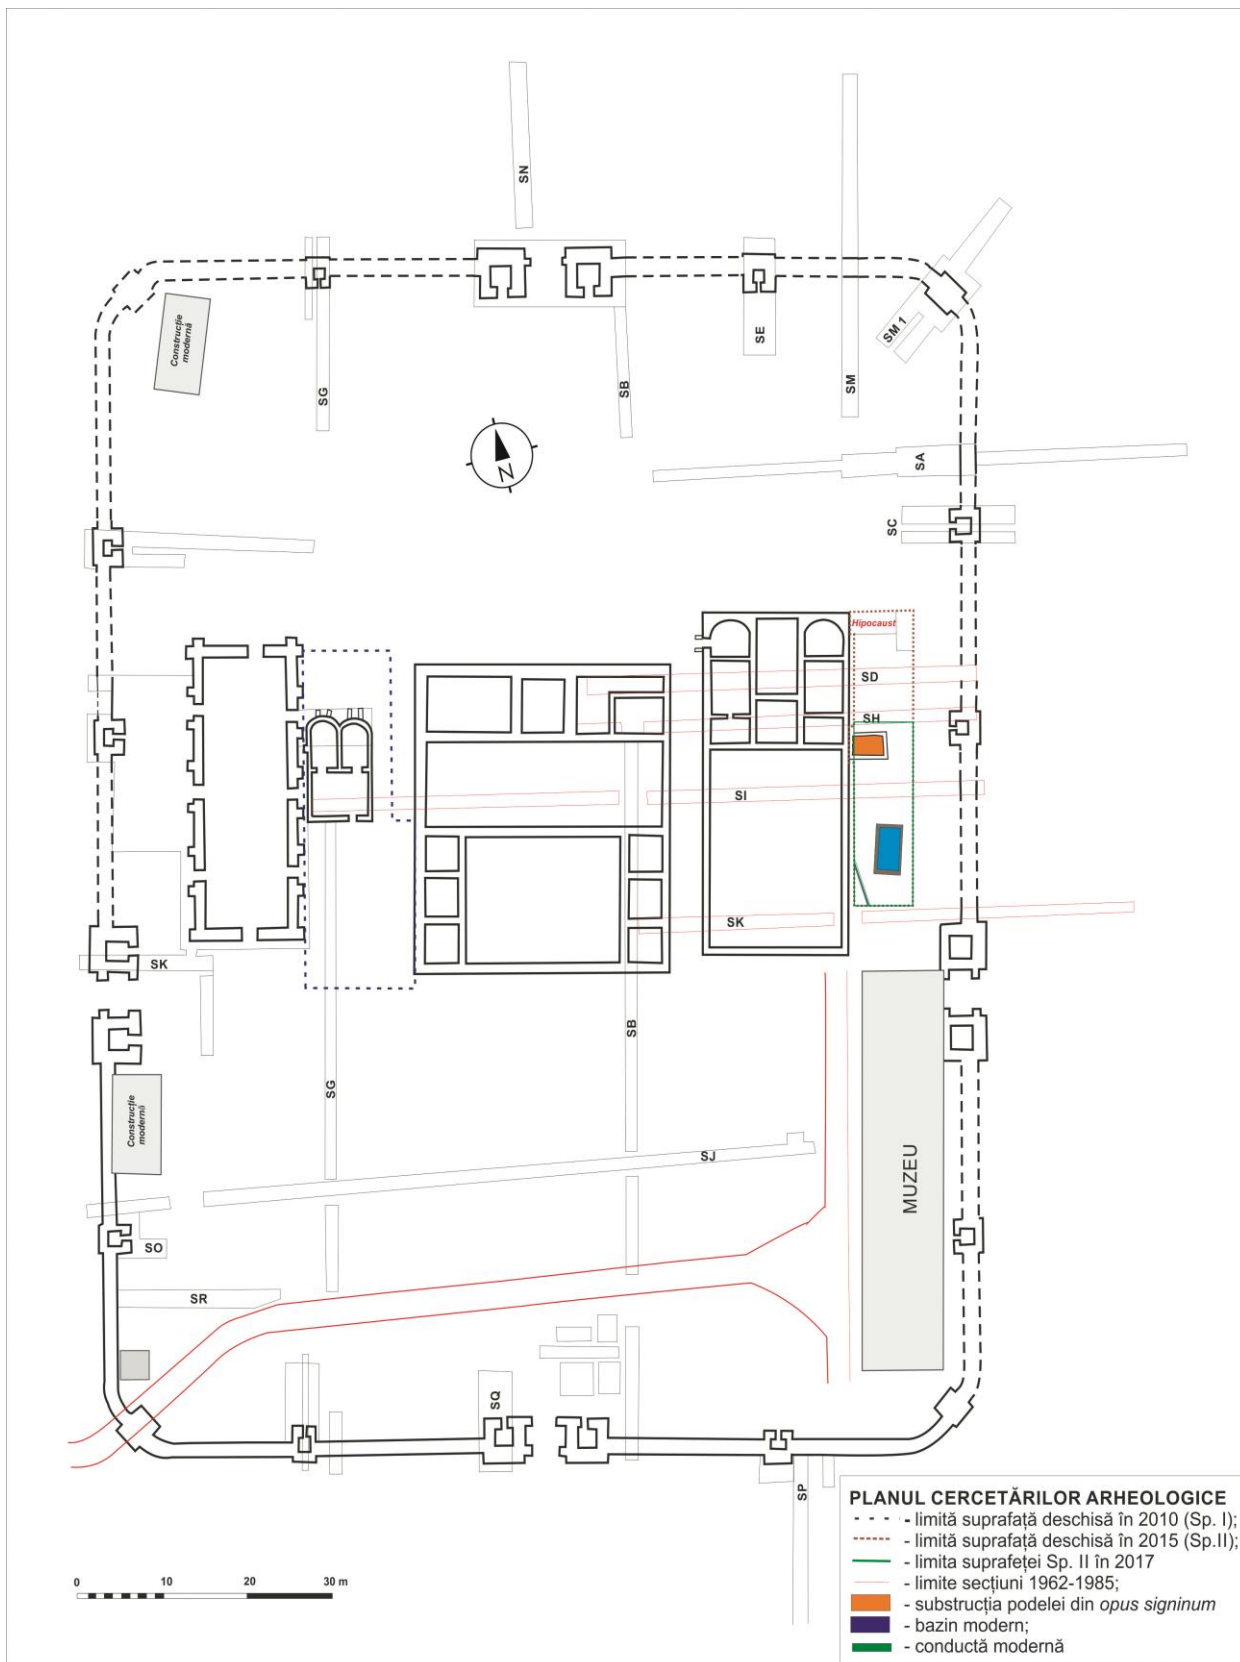 SN
SM 1
Construcție
modernă
SE
SG
SB
SM
SA
N
SC
Hipocaust
SD
SH
SI
SK
SK
SB
SG
Construcție
modernă
SJ
MUZEU
SO
SR
SQ
SP
PLANUL CERCETĂRILOR ARHEOLOGICE
- limită suprafață deschisă în 2010 (Sp. I);
- limită suprafață deschisă în 2015 (Sp.II);
- limita suprafeței Sp. II în 2017
- limite secțiuni 1962-1985;
- substrucția podelei din opus signinum
- bazin modern;
- conductă modernă
0 10 20 30 m